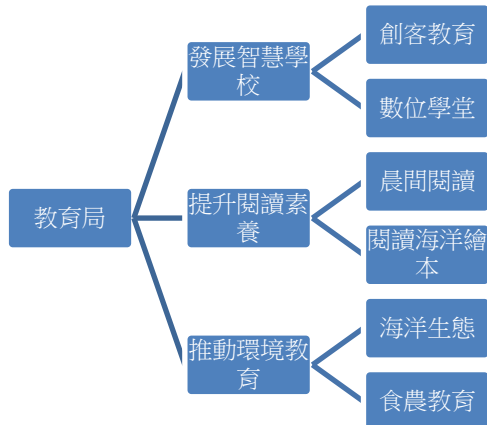 教育局
發展智慧學
校
創客教育
數位學堂
提升閱讀素
養
晨間閱讀
閱讀海洋繪
本
推動環境教
育
海洋生態
食農教育